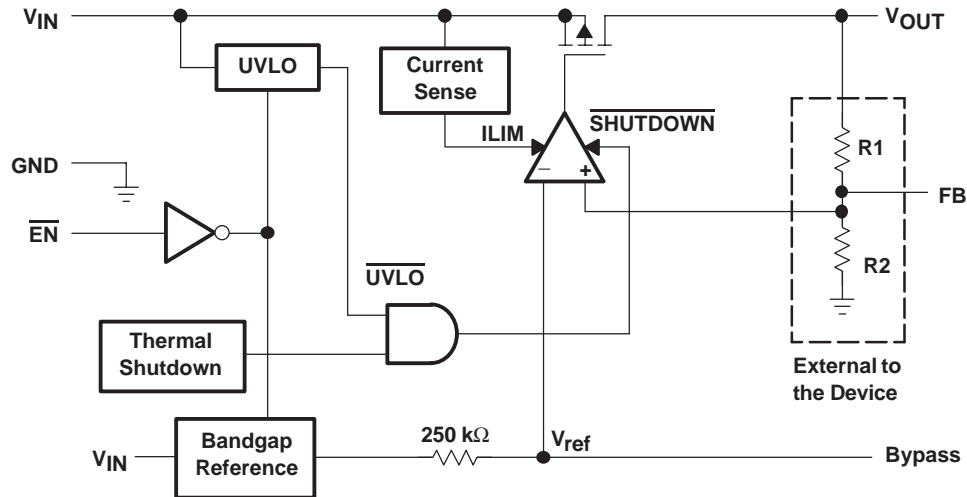 VIN
VOUT
UVLO
Current
Sense
SHUTDOWN
ILIM
R1
GND
−
+
FB
EN
R2
UVLO
Thermal
Shutdown
External to
the Device
250 kΩ
Vref
Bandgap
Reference
VIN
Bypass